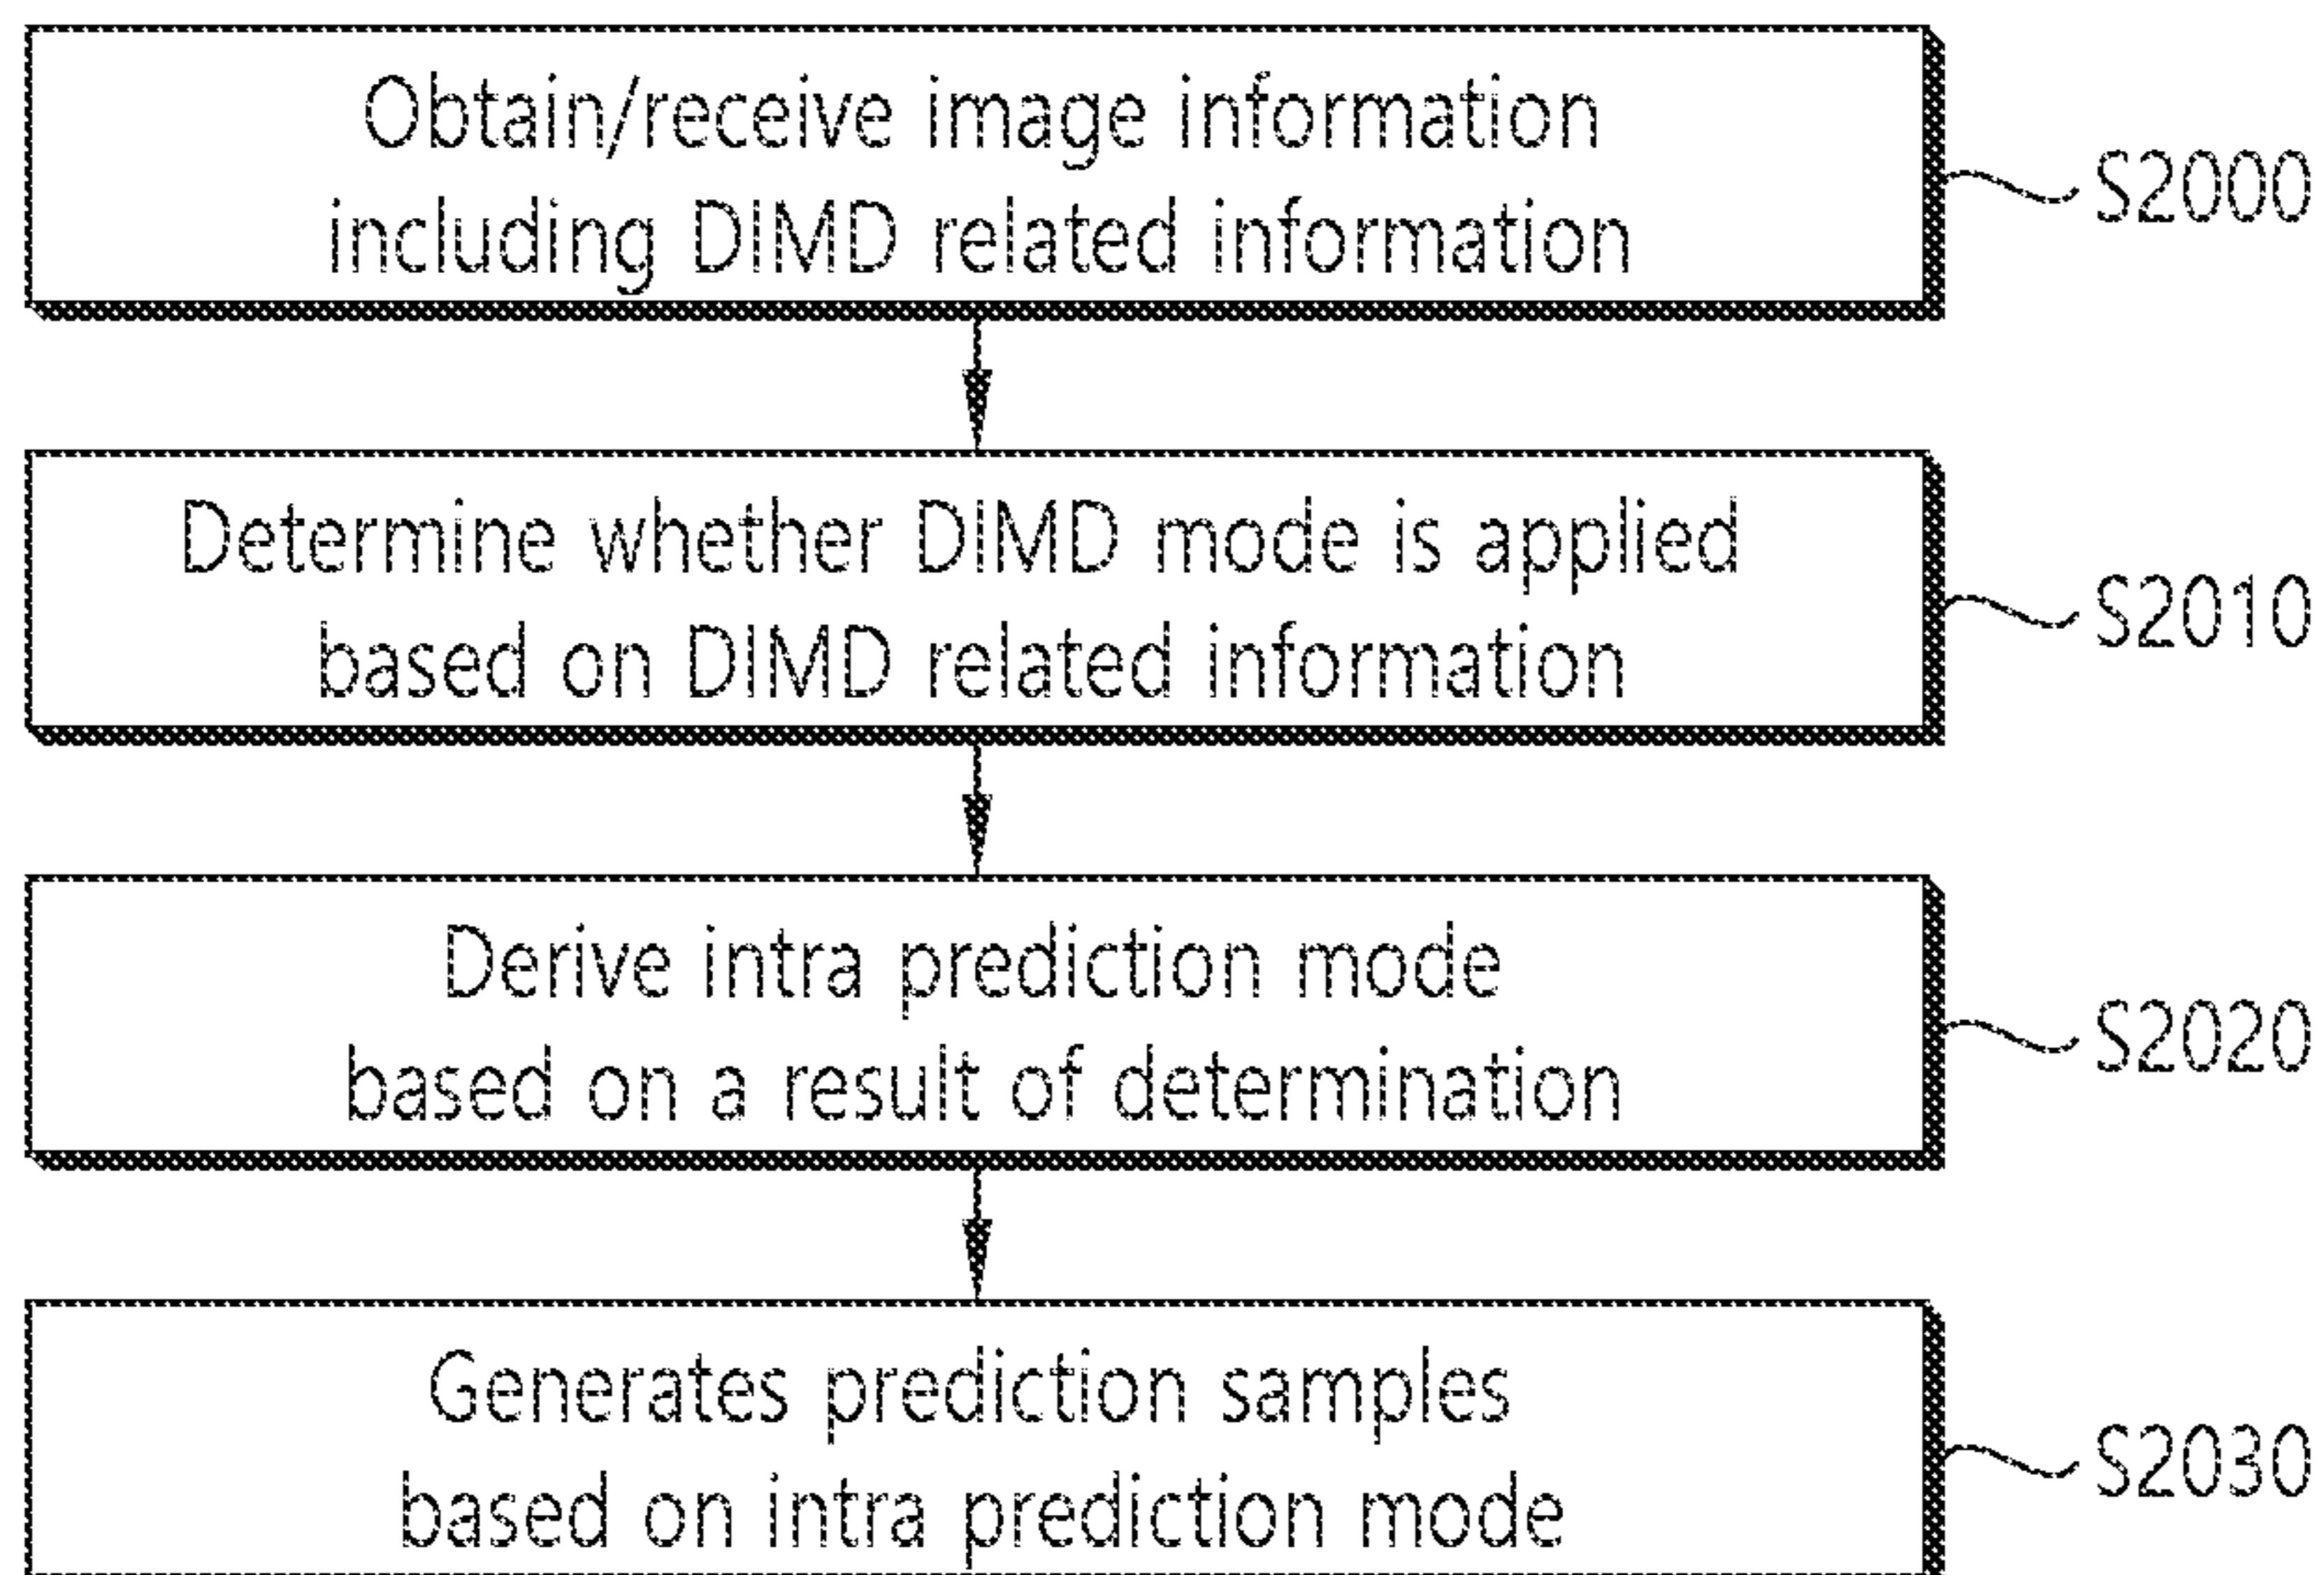 Obtain/receive image information
including DIMD related information
S2000
Determine whether DIMD mode is applied
based on DIMD related information
S2010
Derive intra prediction mode
based on a result of determination
S2020
Generates prediction samples
based on intra prediction mode
S2030